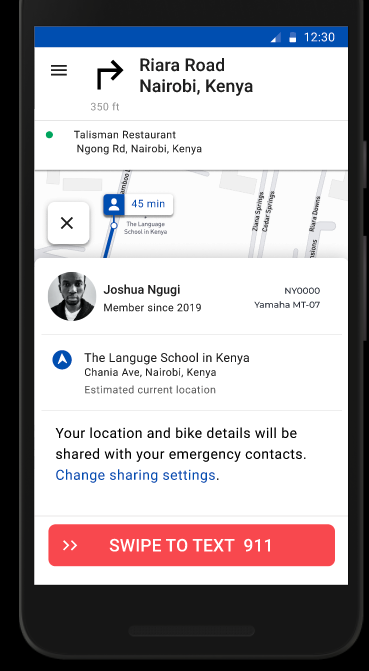 12:30
Riara Road
Nairobi, Kenya
350 ft
Talisman Restaurant
Ngong Rd, Nairobi, Kenya
45 min
The Language
School in Kenya
Ziana Springs
Cedar Springs
Riara Downs
Joshua Ngugi
Member since 2019
NY0000
Yamaha MT-07
The Languge School in Kenya
Chania Ave, Nairobi, Kenya
Estimated current location
Your location and bike details will be
shared with your emergency contacts.
Change sharing settings.
>> SWIPE TO TEXT 911